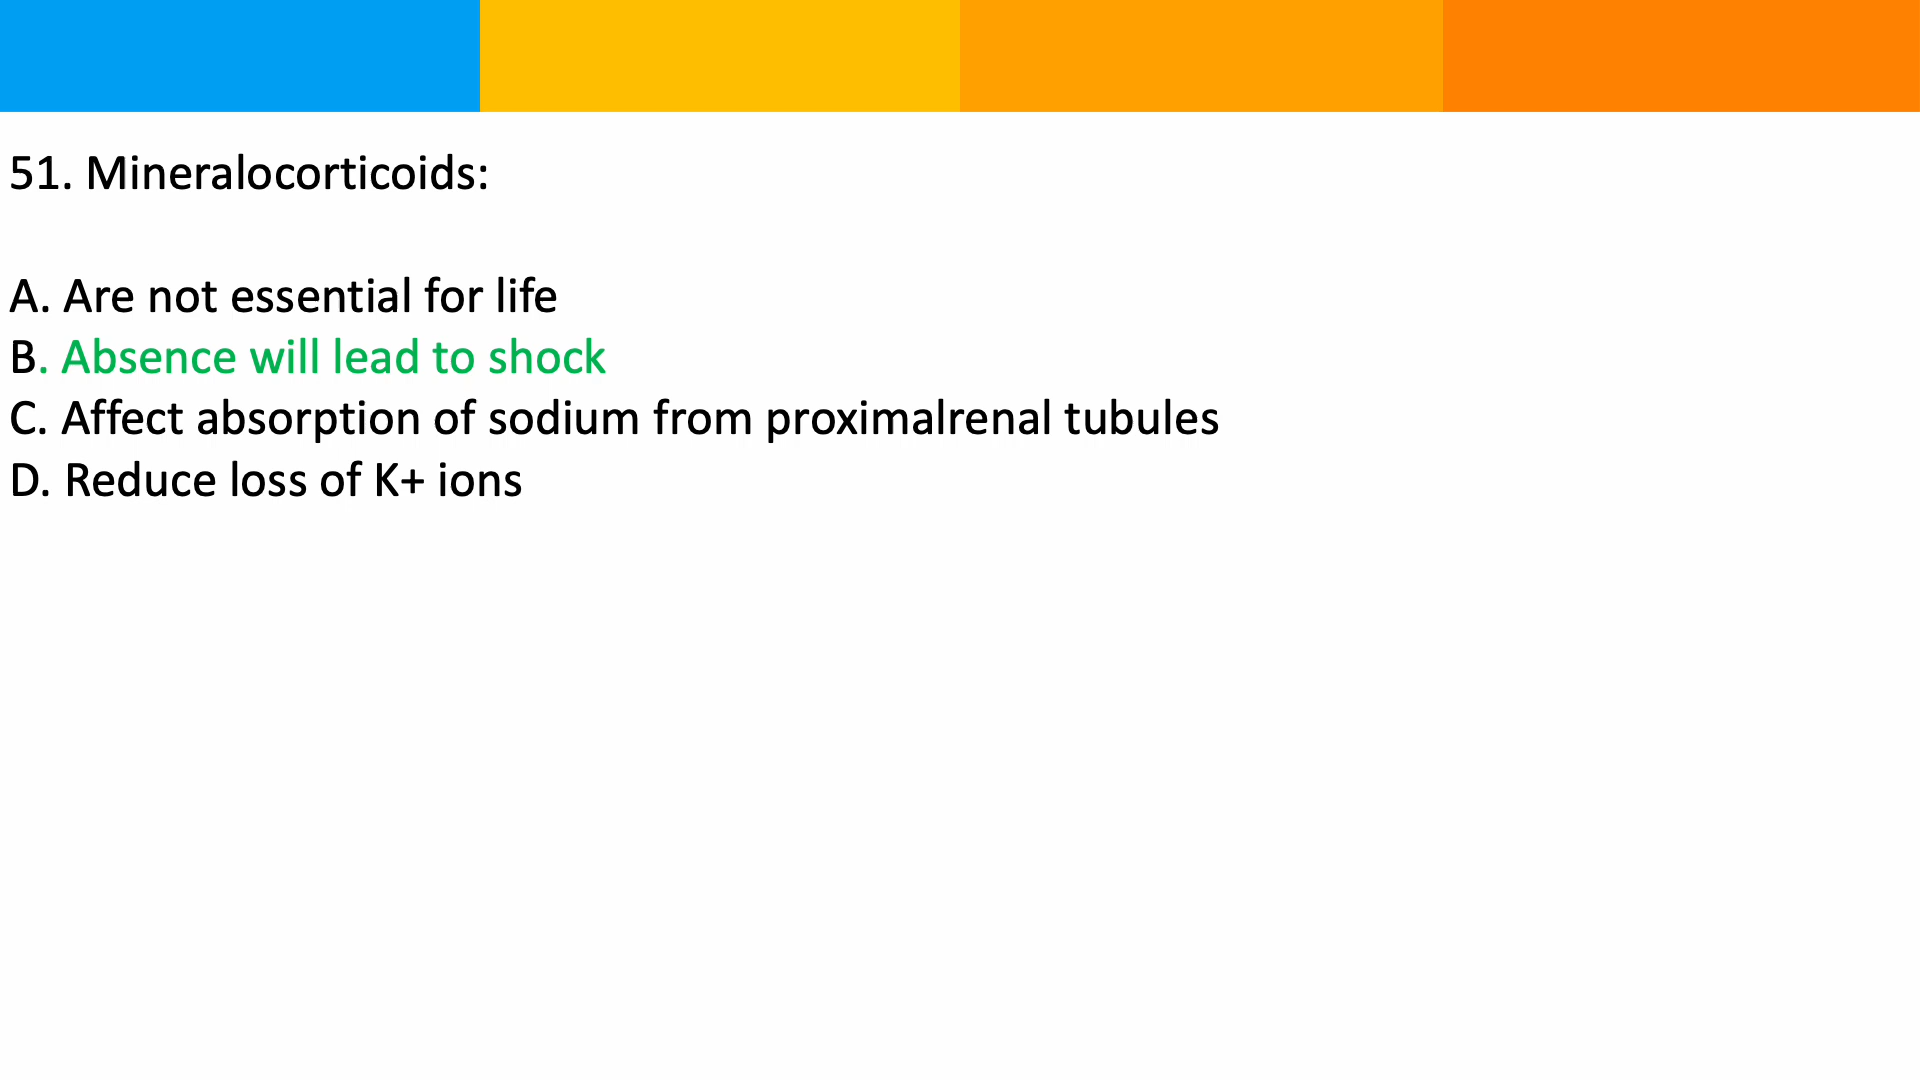 51. Mineralocorticoids:
A. Are not essential for life
B. Absence will lead to shock
C. Affect absorption of sodium from proximalrenal tubules
D. Reduce loss of K+ ions